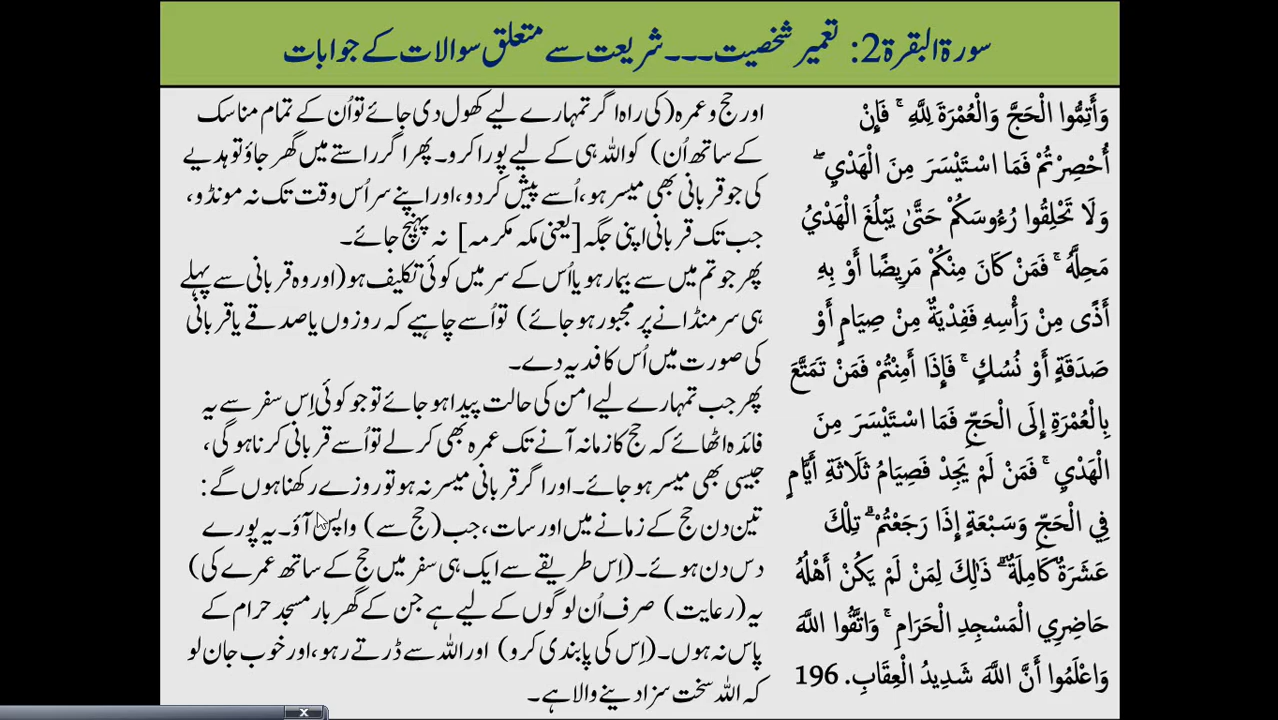 سورۃ البقرۃ 2: تعمیر شخصیت۔۔۔شریعت سے متعلق سوالات کے جوابات
وَأَتِمُّوا الْحَجَّ وَالْعُمْرَةَ لِلَّهِ ۚ فَإِنْ
أُحْصِرْتُمْ فَمَا اسْتَيْسَرَ مِنَ الْهَدْيِ ۖ
وَلَا تَحْلِقُوا رُءُوسَكُمْ حَتَّىٰ يَبْلُغَ الْهَدْيُ
مَحِلَّهُ ۚ فَمَنْ كَانَ مِنْكُمْ مَرِيضًا أَوْ بِهِ
أَذًى مِنْ رَأْسِهِ فَفِدْيَةٌ مِنْ صِيَامٍ أَوْ
صَدَقَةٍ أَوْ نُسُكٍ ۚ فَإِذَا أَمِنْتُمْ فَمَنْ تَمَتَّعَ
بِالْعُمْرَةِ إِلَى الْحَجِّ فَمَا اسْتَيْسَرَ مِنَ
الْهَدْيِ ۚ فَمَنْ لَمْ يَجِدْ فَصِيَامُ ثَلَاثَةِ أَيَّامٍ
فِي الْحَجِّ وَسَبْعَةٍ إِذَا رَجَعْتُمْ ۗ تِلْكَ
عَشَرَةٌ كَامِلَةٌ ۗ ذَٰلِكَ لِمَنْ لَمْ يَكُنْ أَهْلُهُ
حَاضِرِي الْمَسْجِدِ الْحَرَامِ ۚ وَاتَّقُوا اللَّهَ
وَاعْلَمُوا أَنَّ اللَّهَ شَدِيدُ الْعِقَابِ. 196
اور حج و عمرہ (کی راہ اگر تمہارے لیے کھول دی جائے تو اُن کے تمام مناسک
کے ساتھ اُن) کو اللہ ہی کے لیے پورا کرو۔ پھر اگر راستے میں گھر جاؤ تو ہدیے
کی جو قربانی بھی میسر ہو، اُسے پیش کر دو، اور اپنے سر اُس وقت تک نہ مونڈو،
جب تک قربانی اپنی جگہ [یعنی مکہ مکرمہ] نہ پہنچ جائے۔
پھر جو تم میں سے بیمار ہو یا اُس کے سر میں کوئی تکلیف ہو (اور وہ قربانی سے پہلے
ہی سر منڈانے پر مجبور ہو جائے) تو اُسے چاہیے کہ روزوں یا صدقے یا قربانی
کی صورت میں اُس کا فدیہ دے۔
پھر جب تمہارے لیے امن کی حالت پیدا ہو جائے تو جو کوئی اِس سفر سے یہ
فائدہ اٹھائے کہ حج کا زمانہ آنے تک عمرہ بھی کر لے تو اُسے قربانی کرنا ہو گی،
جیسی بھی میسر ہو جائے۔ اور اگر قربانی میسر نہ ہو تو روزے رکھنا ہوں گے:
تین دن حج کے زمانے میں اور سات، جب (حج سے) واپس آؤ۔ یہ پورے
دس دن ہوئے۔ (اِس طریقے سے ایک ہی سفر میں حج کے ساتھ عمرے کی)
یہ (رعایت) صرف اُن لوگوں کے لیے ہے جن کے گھر بار مسجد حرام کے
پاس نہ ہوں۔ (اِس کی پابندی کرو) اور اللہ سے ڈرتے رہو، اور خوب جان لو
کہ اللہ سخت سزا دینے والا ہے۔